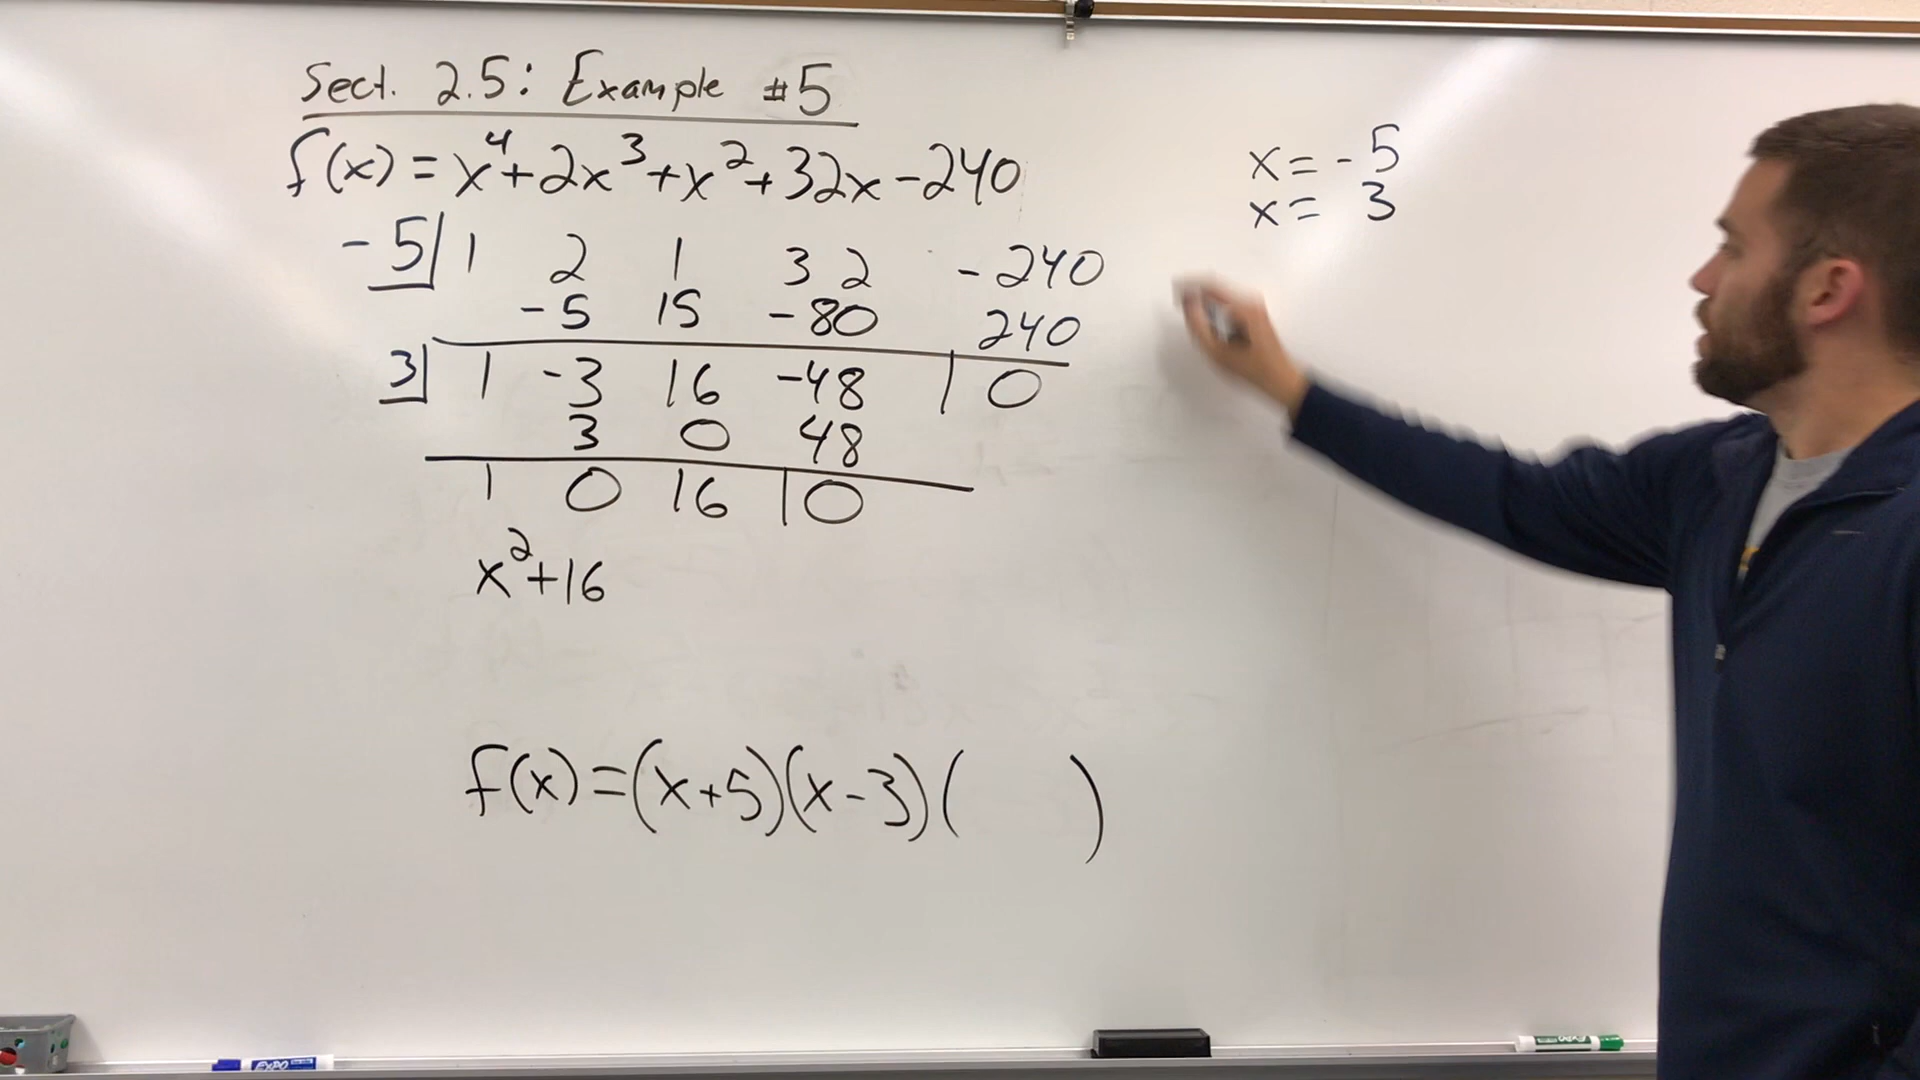 Sect. 2.5: Example #5
f(x) = x⁴+2x³+x²+32x-240
-5| 1 2 1 32 -240
-5 15 -80 240
3| 1 -3 16 -48 | 0
3 0 48
1 0 16 | 0
x²+16
f(x)=(x+5)(x-3)( )
x = -5
x = 3
EXPO
EXPO